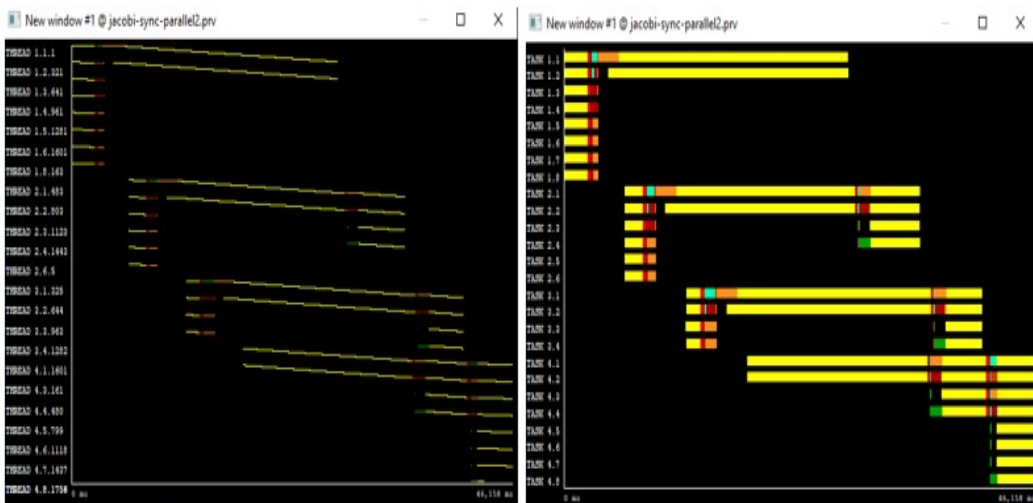 New window #1 @ jacobi-sync-parallel2.prv
THREAD 1.1.1
THREAD 1.2.321
THREAD 1.3.641
THREAD 1.4.961
THREAD 1.5.1281
THREAD 1.6.1601
THREAD 1.8.163
THREAD 2.1.483
THREAD 2.2.803
THREAD 2.3.1123
THREAD 2.4.1443
THREAD 2.6.5
THREAD 3.1.325
THREAD 3.2.644
THREAD 3.3.963
THREAD 3.4.1282
THREAD 4.1.1601
THREAD 4.3.161
THREAD 4.4.480
THREAD 4.5.799
THREAD 4.6.1118
THREAD 4.7.1437
THREAD 4.8.1756
0 ms
44,158 ms
New window #1 @ jacobi-sync-parallel2.prv
TASK 1.1
TASK 1.2
TASK 1.3
TASK 1.4
TASK 1.5
TASK 1.6
TASK 1.7
TASK 1.8
TASK 2.1
TASK 2.2
TASK 2.3
TASK 2.4
TASK 2.5
TASK 2.6
TASK 3.1
TASK 3.2
TASK 3.3
TASK 3.4
TASK 4.1
TASK 4.2
TASK 4.3
TASK 4.4
TASK 4.5
TASK 4.6
TASK 4.7
TASK 4.8
0 ms
44,158 ms